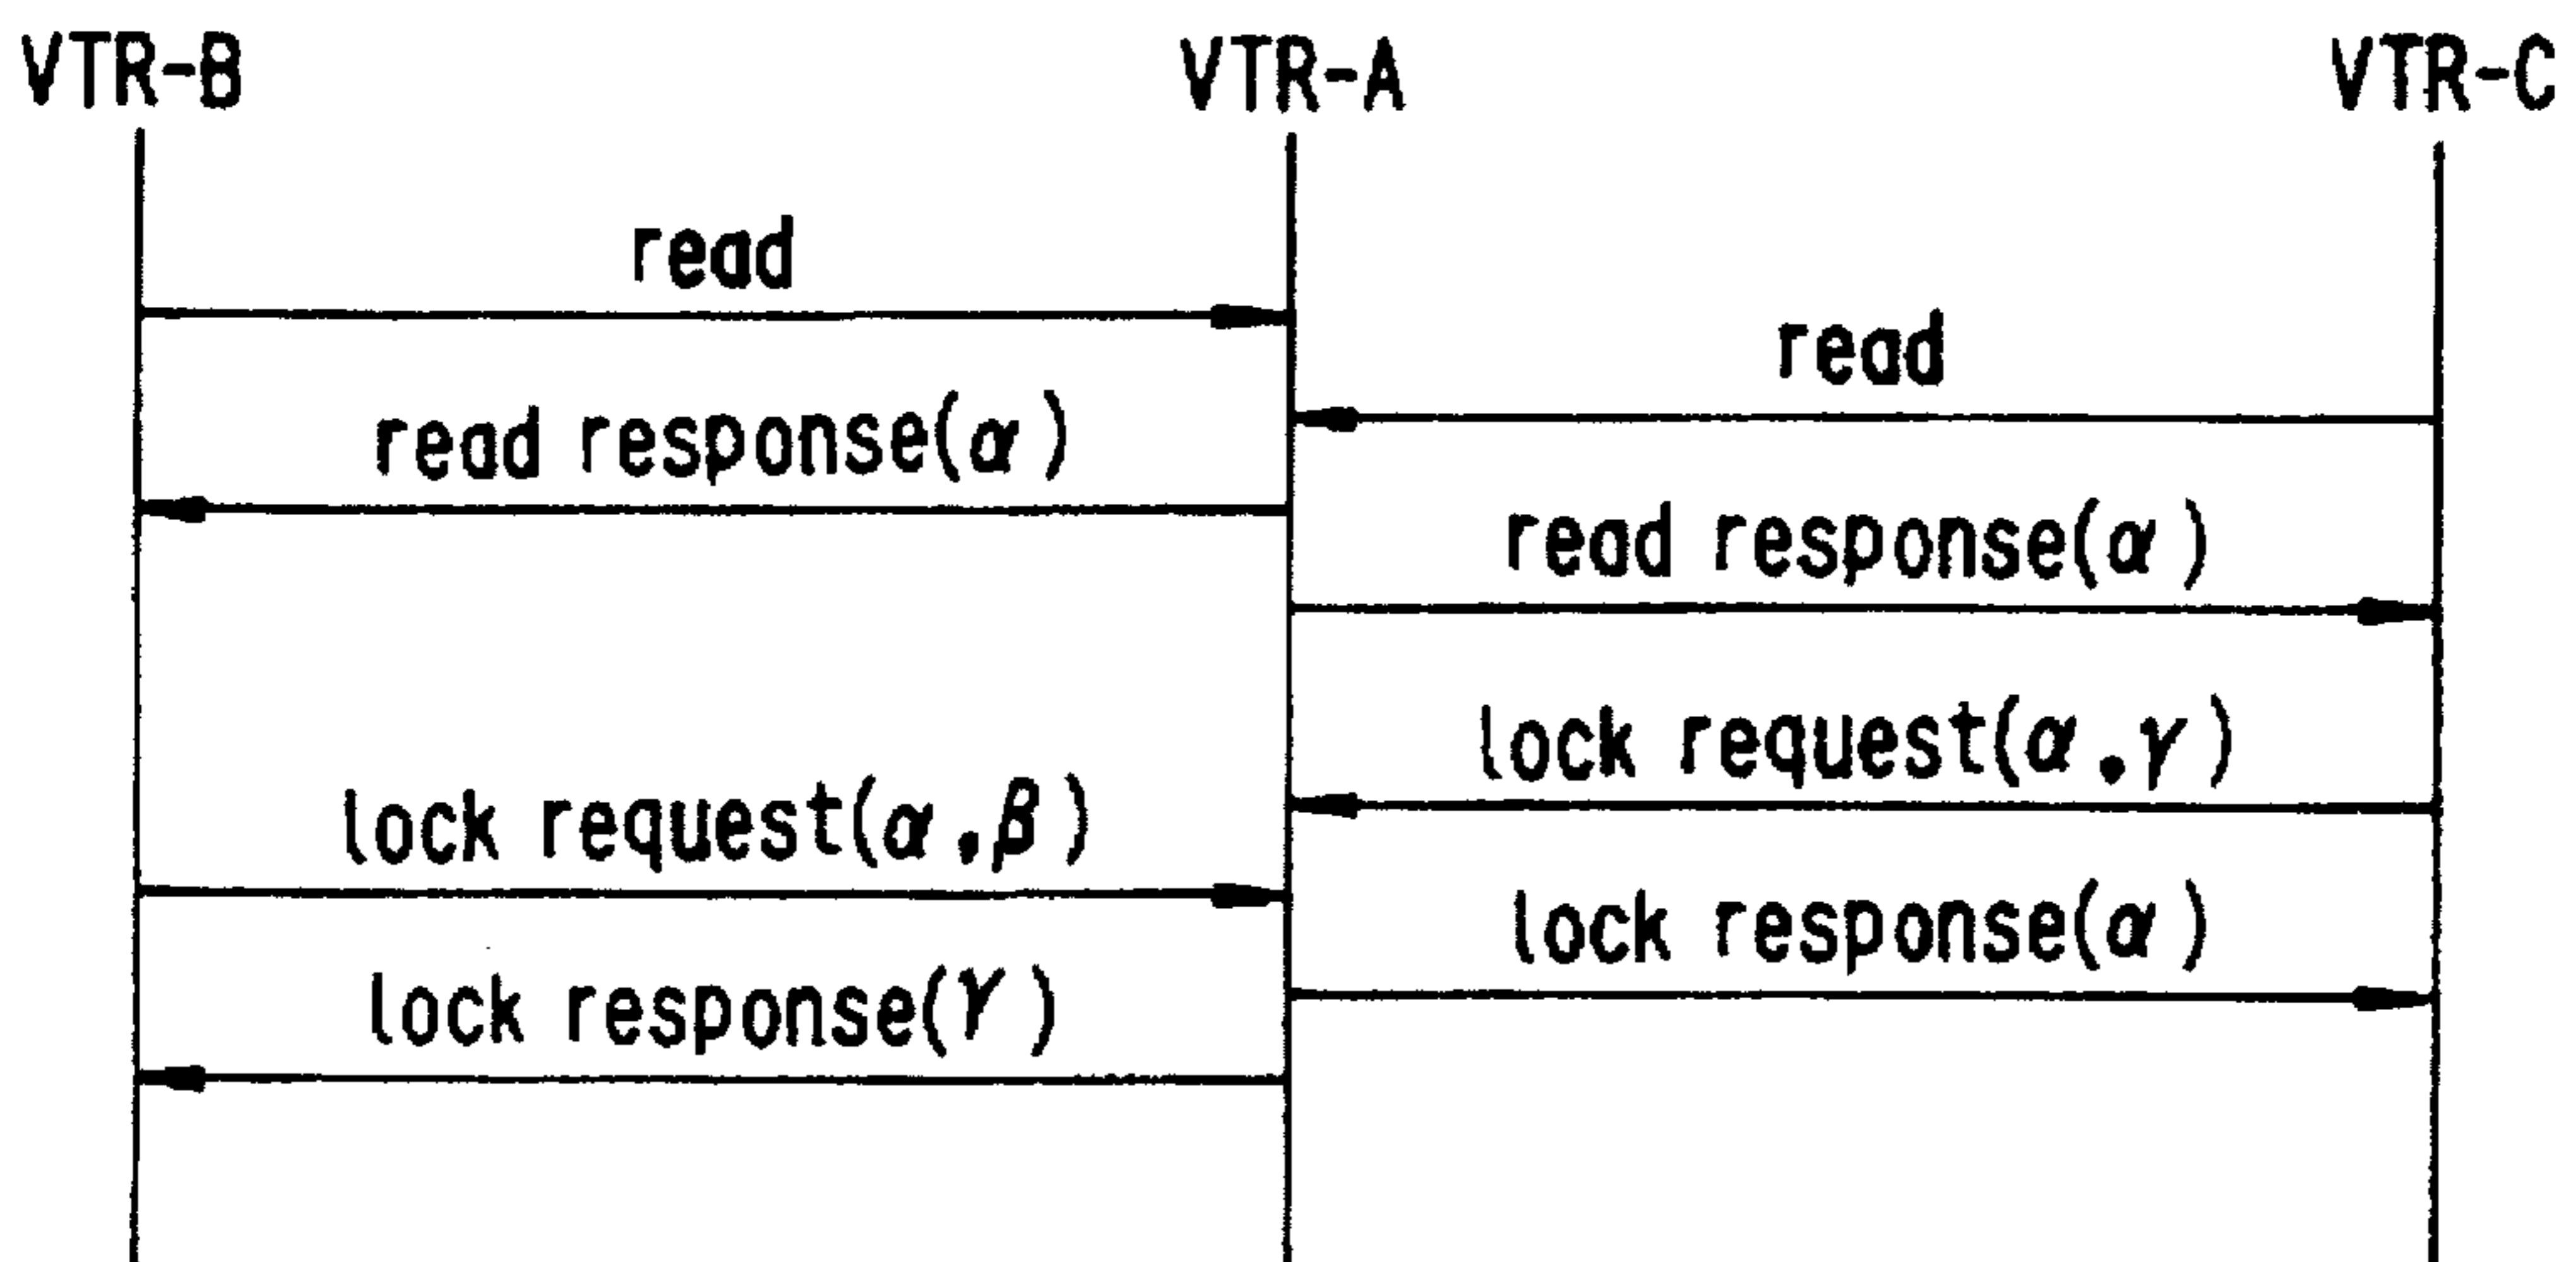 VTR-B VTR-A VTR-C
read
read
read response(α)
read response(α)
lock request(α,γ)
lock request(α,β)
lock response(α)
lock response(γ)